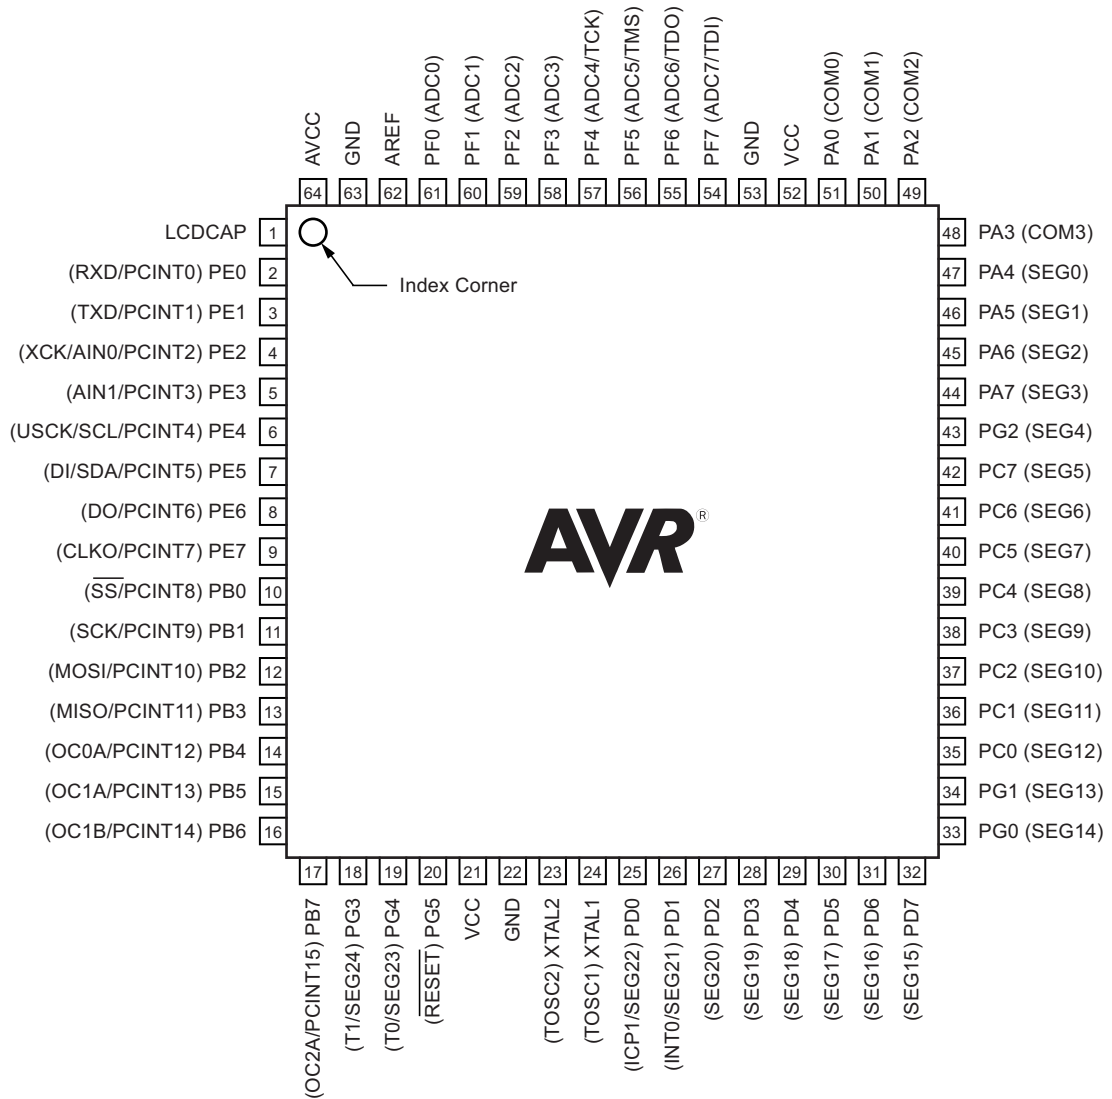 AVCC
GND
AREF
PF0 (ADC0)
PF1 (ADC1)
PF2 (ADC2)
PF3 (ADC3)
PF4 (ADC4/TCK)
PF5 (ADC5/TMS)
PF6 (ADC6/TDO)
PF7 (ADC7/TDI)
GND
VCC
PA0 (COM0)
PA1 (COM1)
PA2 (COM2)
64 63 62 61 60 59 58 57 56 55 54 53 52 51 50 49
LCDCAP 1
(RXD/PCINT0) PE0 2
(TXD/PCINT1) PE1 3
(XCK/AIN0/PCINT2) PE2 4
(AIN1/PCINT3) PE3 5
(USCK/SCL/PCINT4) PE4 6
(DI/SDA/PCINT5) PE5 7
(DO/PCINT6) PE6 8
(CLKO/PCINT7) PE7 9
(SS/PCINT8) PB0 10
(SCK/PCINT9) PB1 11
(MOSI/PCINT10) PB2 12
(MISO/PCINT11) PB3 13
(OC0A/PCINT12) PB4 14
(OC1A/PCINT13) PB5 15
(OC1B/PCINT14) PB6 16
Index Corner
AVR®
48 PA3 (COM3)
47 PA4 (SEG0)
46 PA5 (SEG1)
45 PA6 (SEG2)
44 PA7 (SEG3)
43 PG2 (SEG4)
42 PC7 (SEG5)
41 PC6 (SEG6)
40 PC5 (SEG7)
39 PC4 (SEG8)
38 PC3 (SEG9)
37 PC2 (SEG10)
36 PC1 (SEG11)
35 PC0 (SEG12)
34 PG1 (SEG13)
33 PG0 (SEG14)
17 18 19 20 21 22 23 24 25 26 27 28 29 30 31 32
(OC2A/PCINT15) PB7
(T1/SEG24) PG3
(T0/SEG23) PG4
(RESET) PG5
VCC
GND
(TOSC2) XTAL2
(TOSC1) XTAL1
(ICP1/SEG22) PD0
(INT0/SEG21) PD1
(SEG20) PD2
(SEG19) PD3
(SEG18) PD4
(SEG17) PD5
(SEG16) PD6
(SEG15) PD7